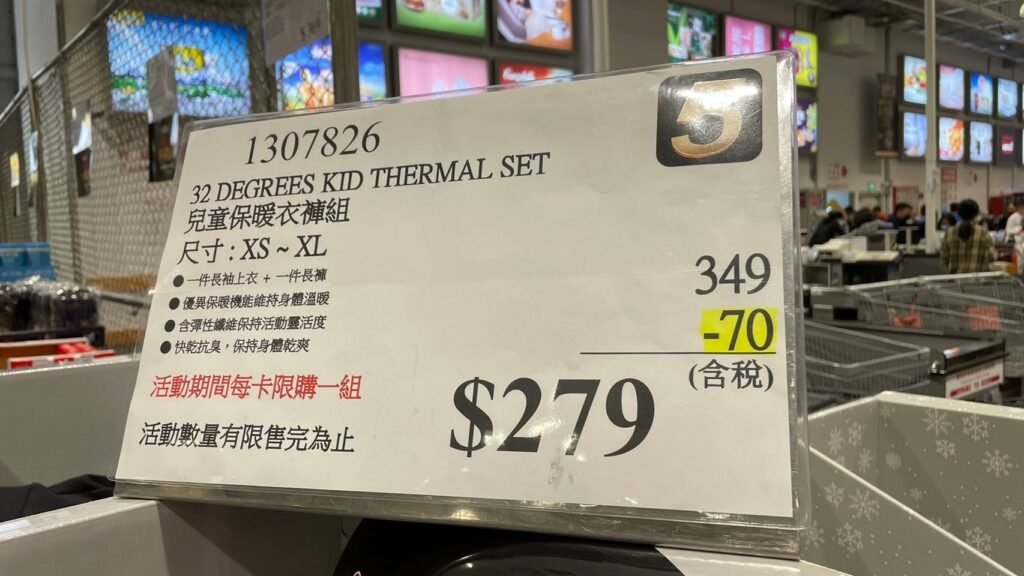 1307826
5
32 DEGREES KID THERMAL SET
兒童保暖衣褲組
尺寸 : XS ~ XL
● 一件長袖上衣 + 一件長褲
● 優異保暖機能維持身體溫暖
● 含彈性纖維保持活動靈活度
● 快乾抗臭，保持身體乾爽
349
-70
(含稅)
$279
活動期間每卡限購一組
活動數量有限售完為止